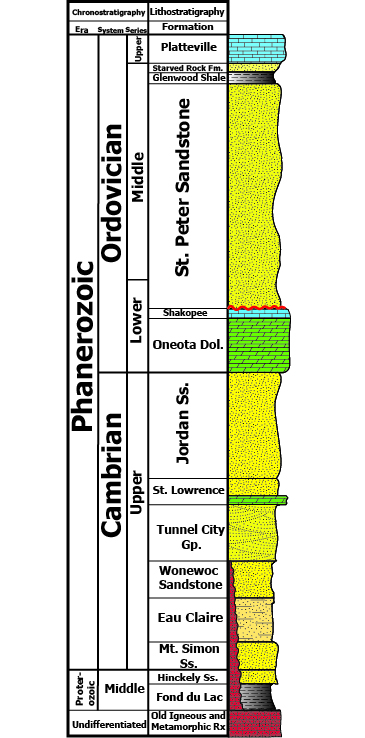 Chronostratigraphy Lithostratigraphy
Era System Series Formation
Phanerozoic
Ordovician
Cambrian
Upper
Middle
Lower
Upper
Platteville
Starved Rock Fm.
Glenwood Shale
St. Peter Sandstone
Shakopee
Oneota Dol.
Jordan Ss.
St. Lowrence
Tunnel City
Gp.
Wonewoc
Sandstone
Eau Claire
Mt. Simon
Ss.
Proter-
ozoic
Middle
Hinckely Ss.
Fond du Lac
Undifferentiated
Old Igneous and
Metamorphic Rx